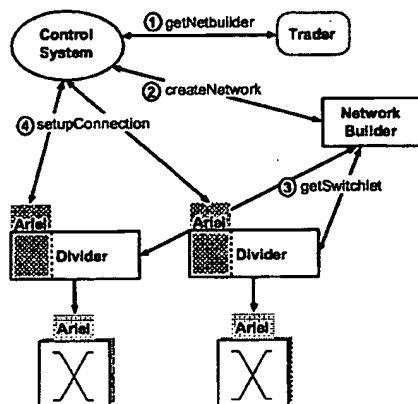 Control
System
① getNetbuilder
Trader
② createNetwork
Network
Builder
④ setupConnection
③ getSwitchlet
Ariel
Ariel
Divider
Divider
Ariel
Ariel